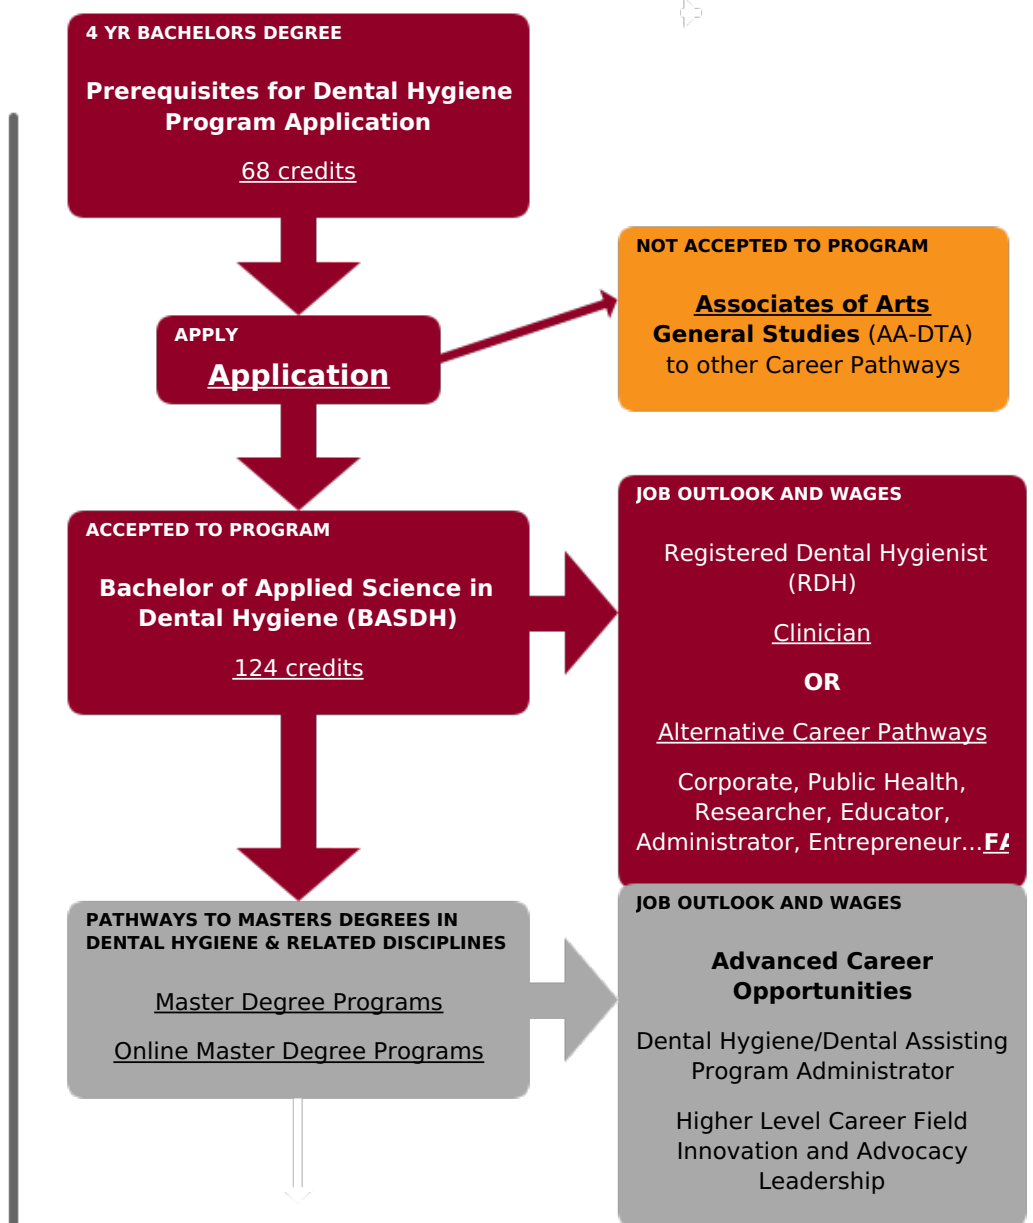 4 YR BACHELORS DEGREE
Prerequisites for Dental Hygiene
Program Application
68 credits
NOT ACCEPTED TO PROGRAM
Associates of Arts
General Studies (AA-DTA)
to other Career Pathways
APPLY
Application
ACCEPTED TO PROGRAM
Bachelor of Applied Science in
Dental Hygiene (BASDH)
124 credits
JOB OUTLOOK AND WAGES
Registered Dental Hygienist
(RDH)
Clinician
OR
Alternative Career Pathways
Corporate, Public Health,
Researcher, Educator,
Administrator, Entrepreneur...
PATHWAYS TO MASTERS DEGREES IN
DENTAL HYGIENE & RELATED DISCIPLINES
Master Degree Programs
Online Master Degree Programs
JOB OUTLOOK AND WAGES
Advanced Career
Opportunities
Dental Hygiene/Dental Assisting
Program Administrator
Higher Level Career Field
Innovation and Advocacy
Leadership